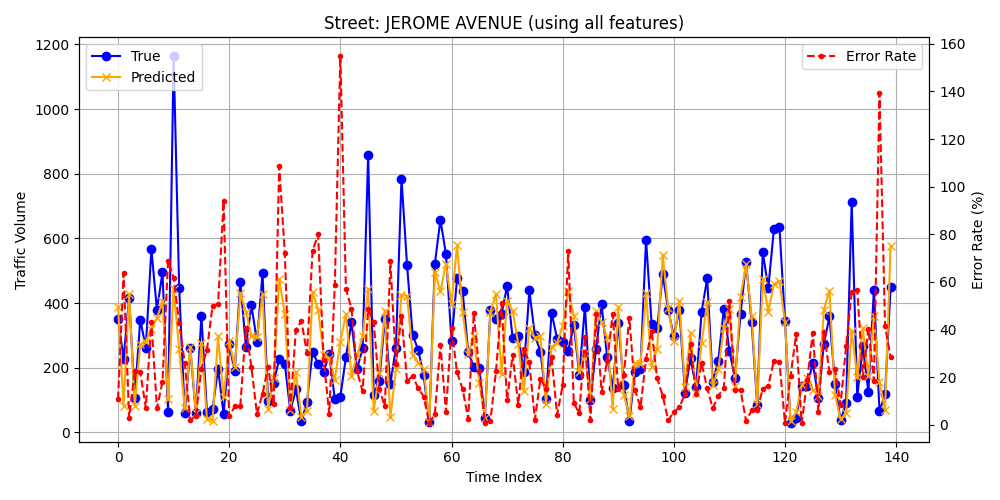 Street: JEROME AVENUE (using all features)
True
Predicted
Error Rate
Traffic Volume
1200
1000
800
600
400
200
0
Error Rate (%)
160
140
120
100
80
60
40
20
0
0 20 40 60 80 100 120 140
Time Index